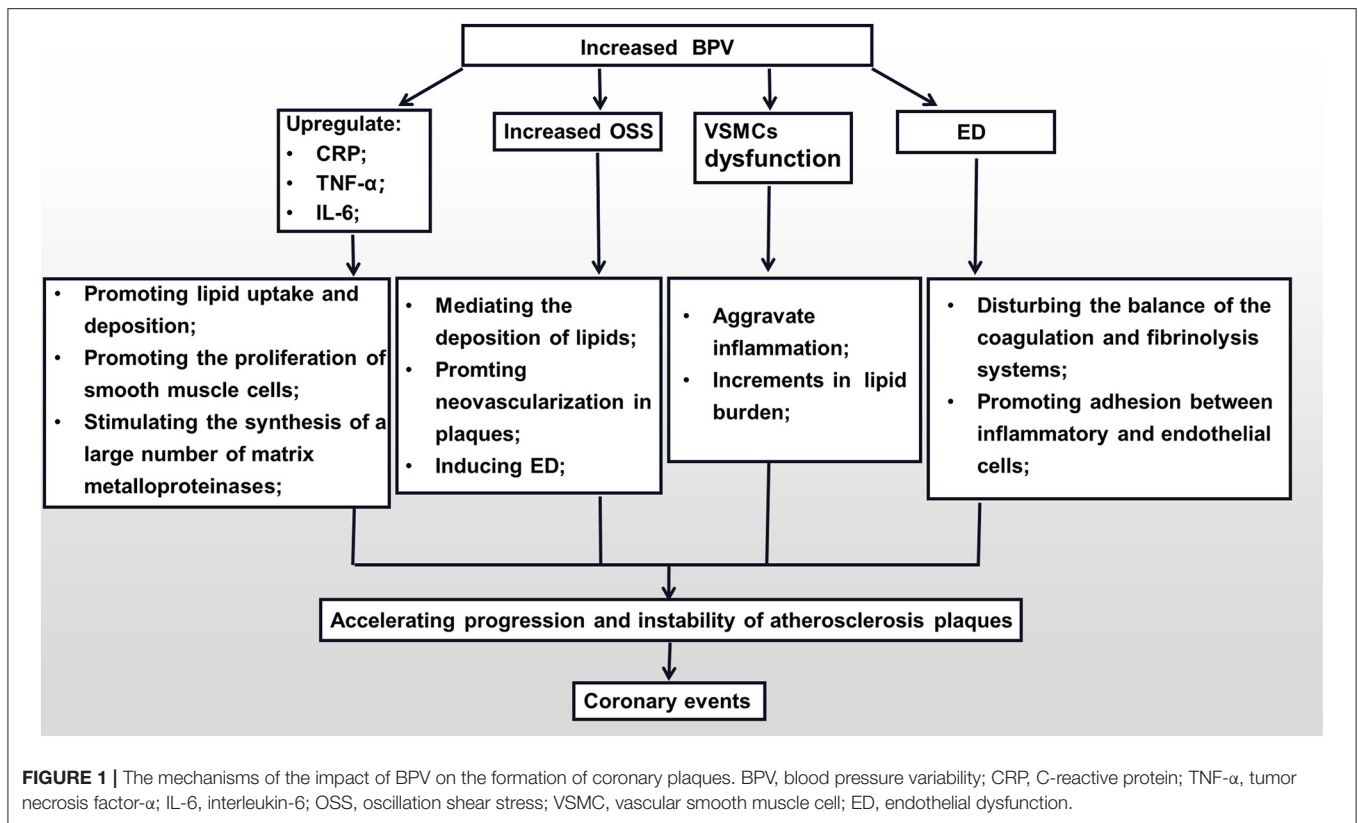 Increased BPV
Upregulate:
• CRP;
• TNF-α;
• IL-6;
Increased OSS
VSMCs
dysfunction
ED
• Promoting lipid uptake and
deposition;
• Promoting the proliferation of
smooth muscle cells;
• Stimulating the synthesis of a
large number of matrix
metalloproteinases;
• Mediating the
deposition of lipids;
• Promting
neovascularization in
plaques;
• Inducing ED;
• Aggravate
inflammation;
• Increments in lipid
burden;
• Disturbing the balance of the
coagulation and fibrinolysis
systems;
• Promoting adhesion between
inflammatory and endothelial
cells;
Accelerating progression and instability of atherosclerosis plaques
Coronary events
FIGURE 1 | The mechanisms of the impact of BPV on the formation of coronary plaques. BPV, blood pressure variability; CRP, C-reactive protein; TNF-α, tumor
necrosis factor-α; IL-6, interleukin-6; OSS, oscillation shear stress; VSMC, vascular smooth muscle cell; ED, endothelial dysfunction.